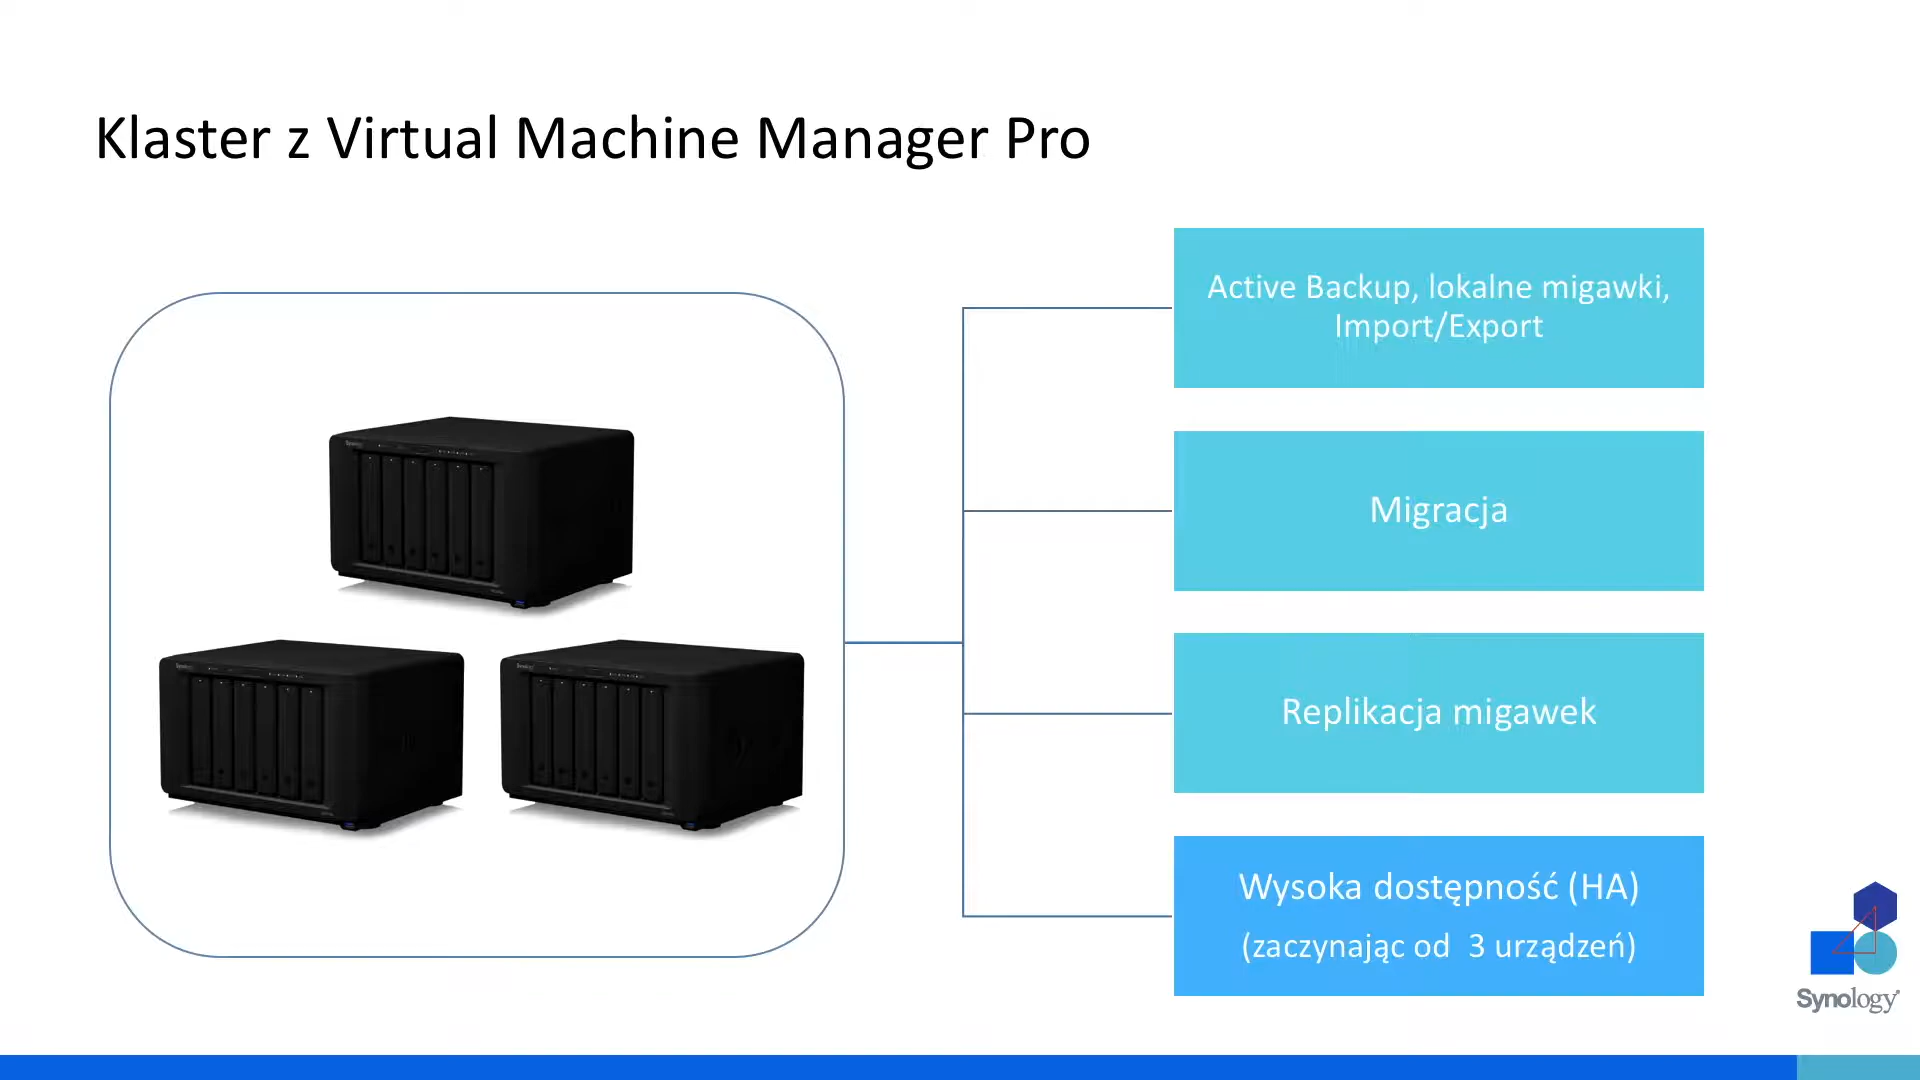 Klaster z Virtual Machine Manager Pro
Active Backup, lokalne migawki,
Import/Export
Migracja
Replikacja migawek
Wysoka dostępność (HA)
(zaczynając od 3 urządzeń)
Synology